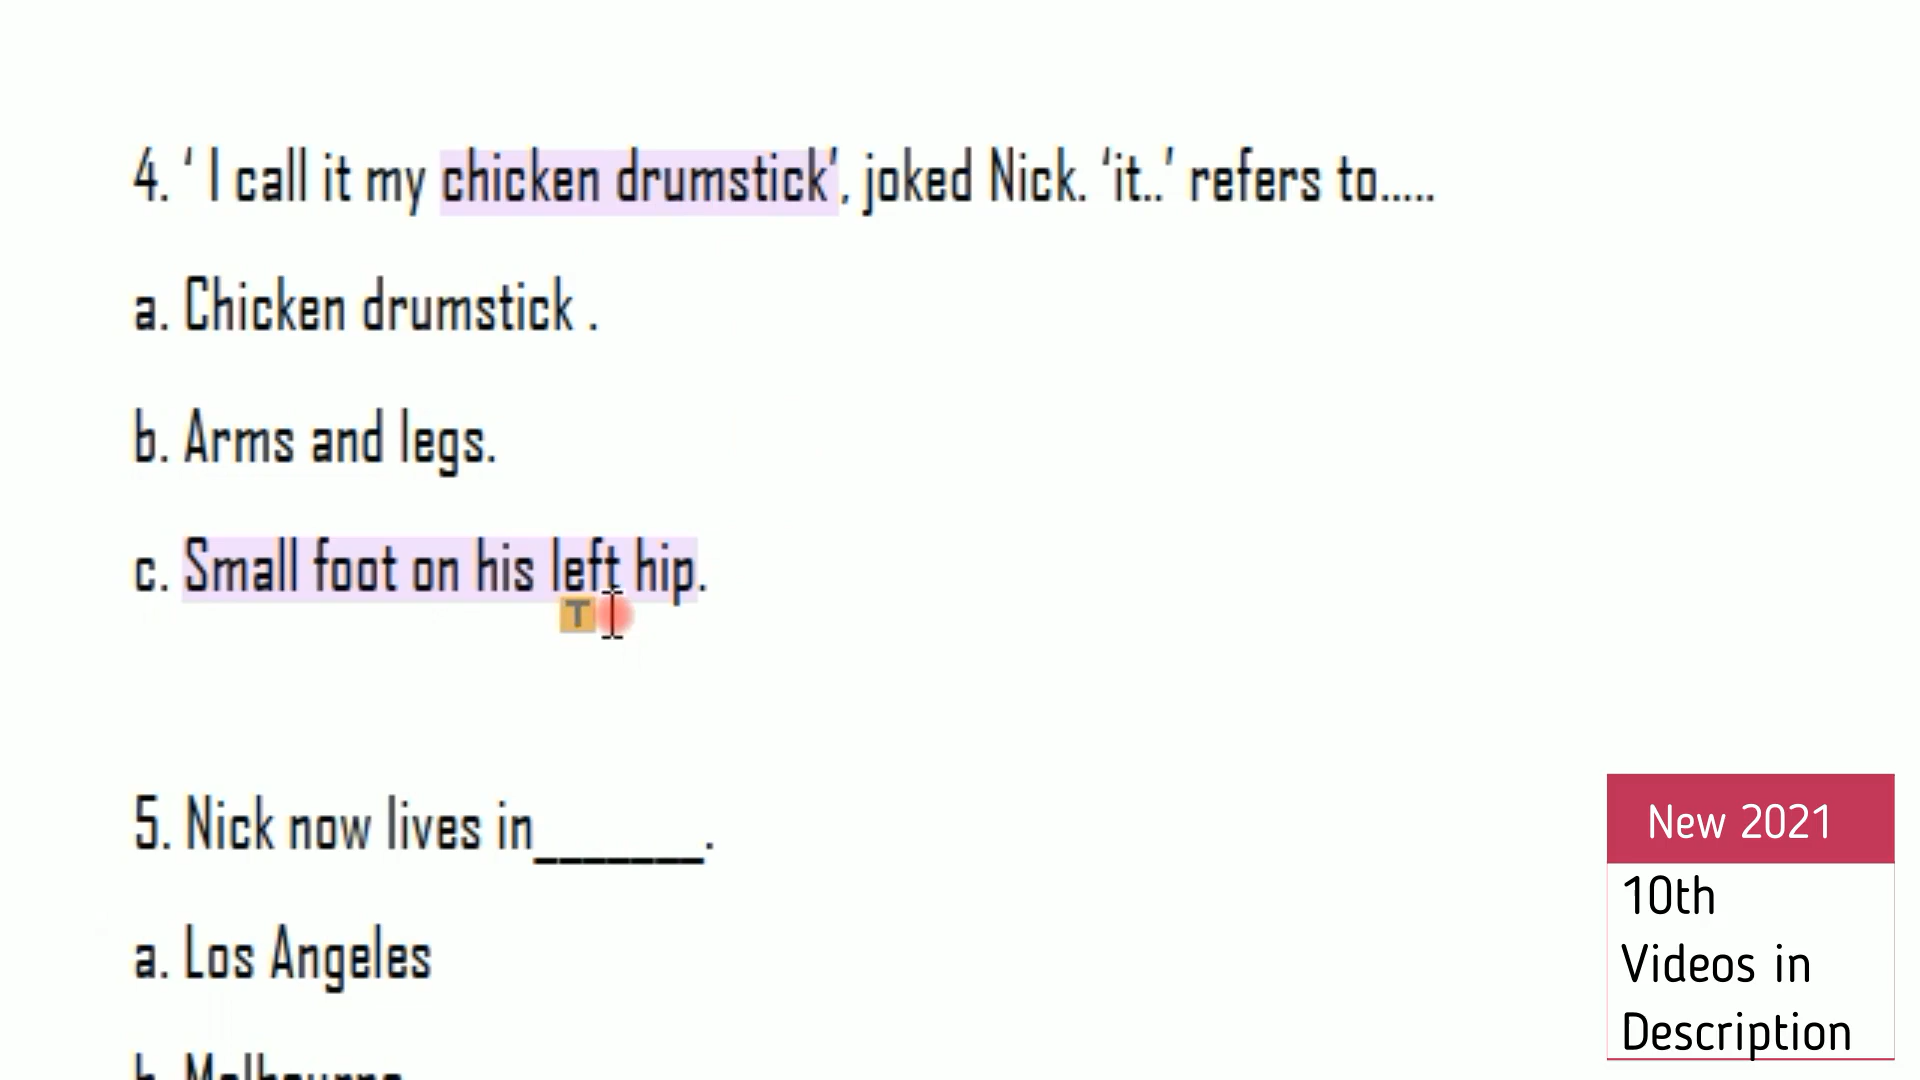 4. ‘ I call it my chicken drumstick’, joked Nick. ‘it..’ refers to.....
a. Chicken drumstick .
b. Arms and legs.
c. Small foot on his left hip.
T
5. Nick now lives in_______.
a. Los Angeles
New 2021
10th
Videos in
Description